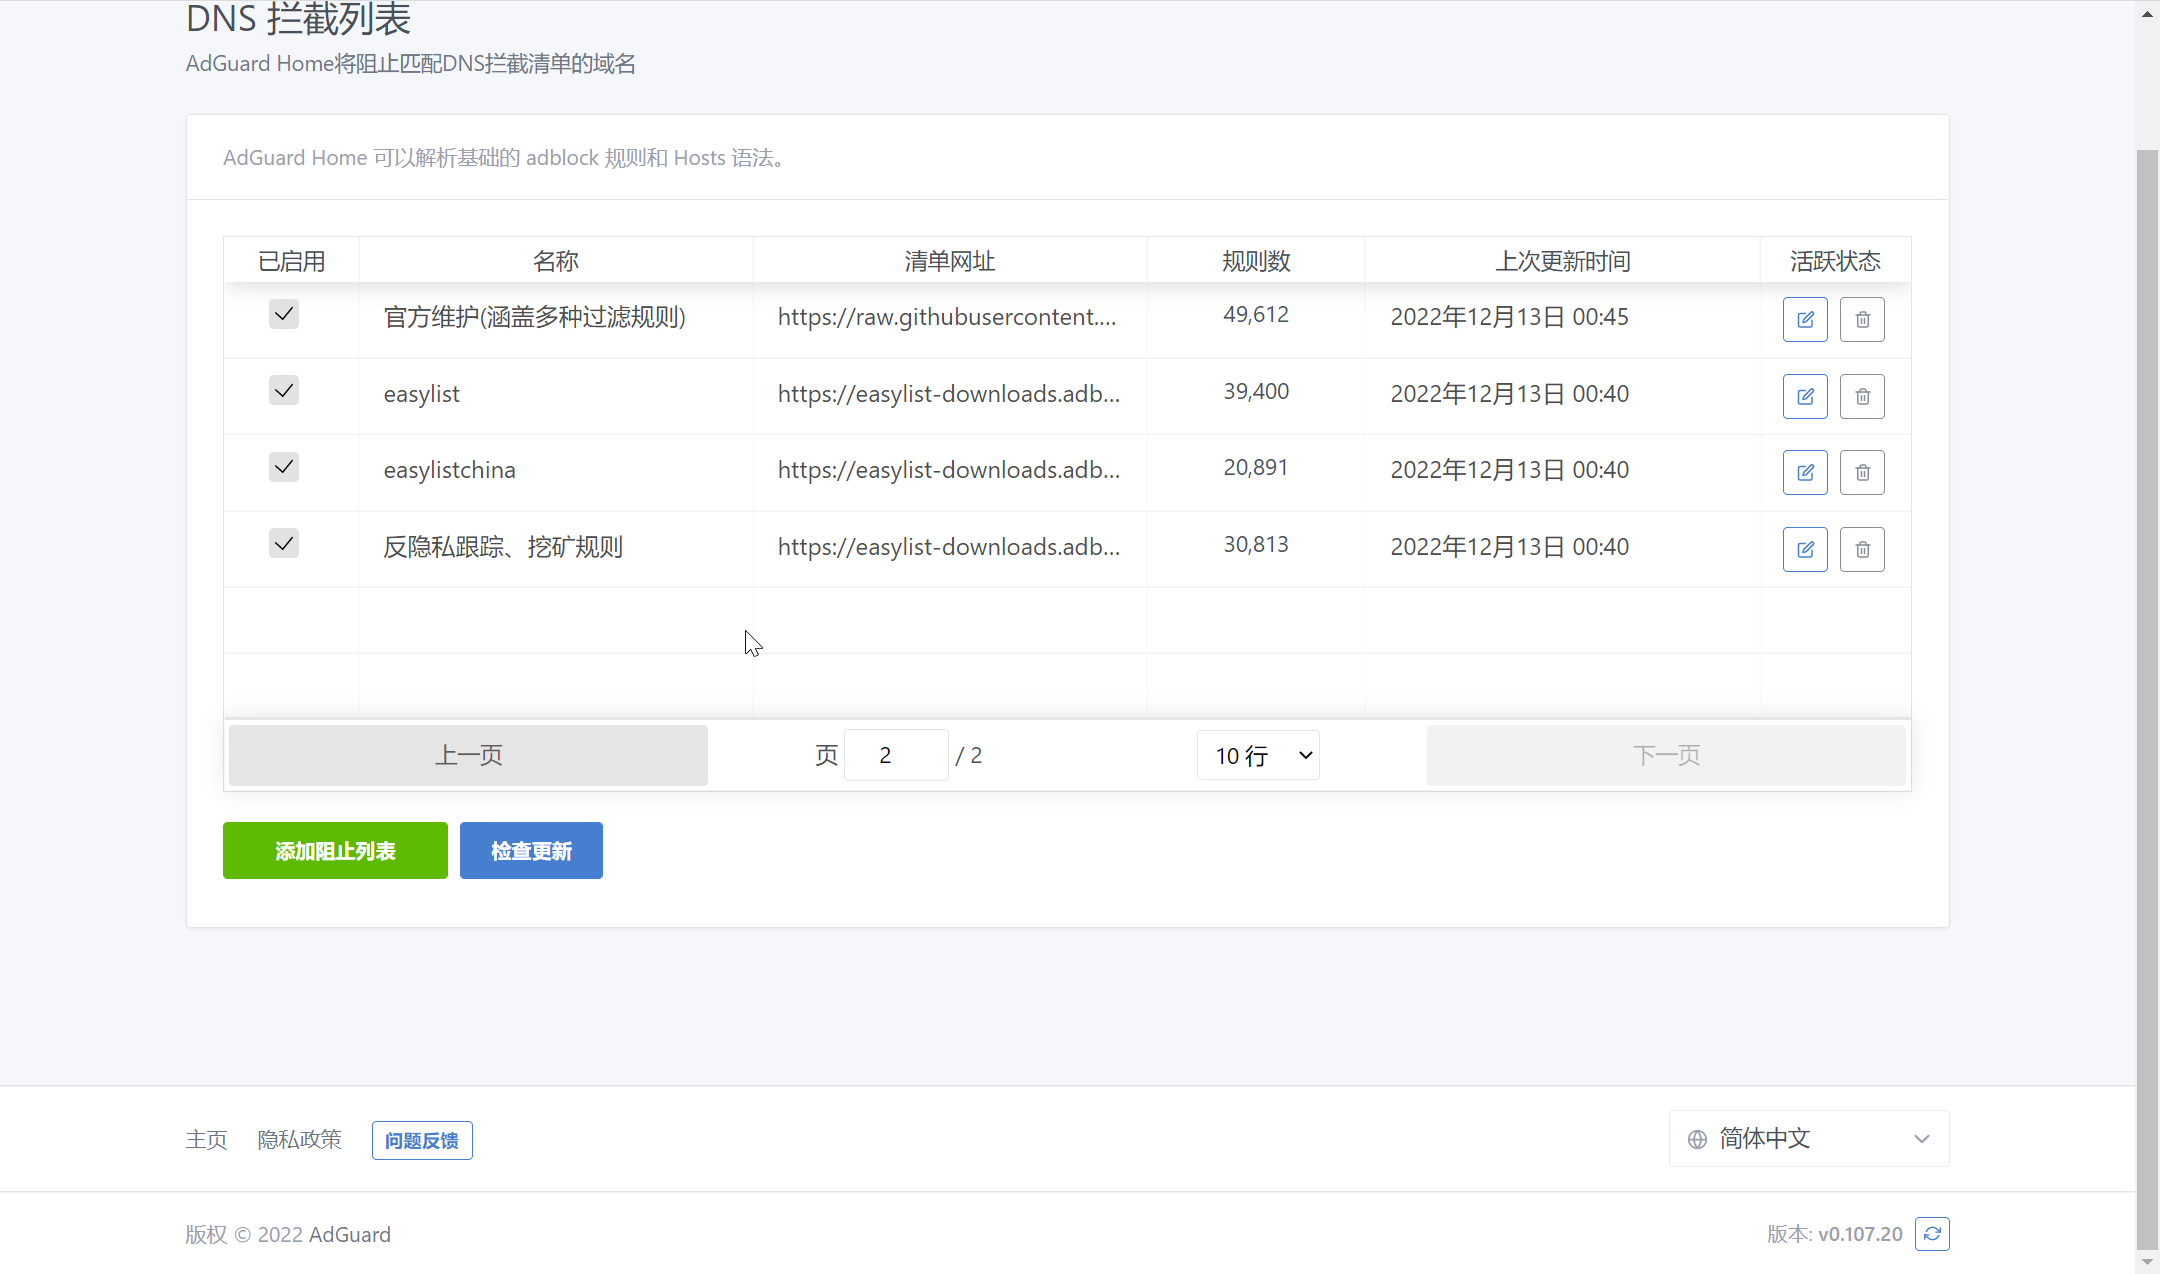 DNS 拦截列表
AdGuard Home将阻止匹配DNS拦截清单的域名
AdGuard Home 可以解析基础的 adblock 规则和 Hosts 语法。
已启用 名称 清单网址 规则数 上次更新时间 活跃状态
官方维护(涵盖多种过滤规则) https://raw.githubusercontent.... 49,612 2022年12月13日 00:45
easylist https://easylist-downloads.adb... 39,400 2022年12月13日 00:40
easylistchina https://easylist-downloads.adb... 20,891 2022年12月13日 00:40
反隐私跟踪、挖矿规则 https://easylist-downloads.adb... 30,813 2022年12月13日 00:40
上一页 页 2 / 2 10 行 下一页
添加阻止列表 检查更新
主页 隐私政策 问题反馈 简体中文
版权 © 2022 AdGuard 版本: v0.107.20